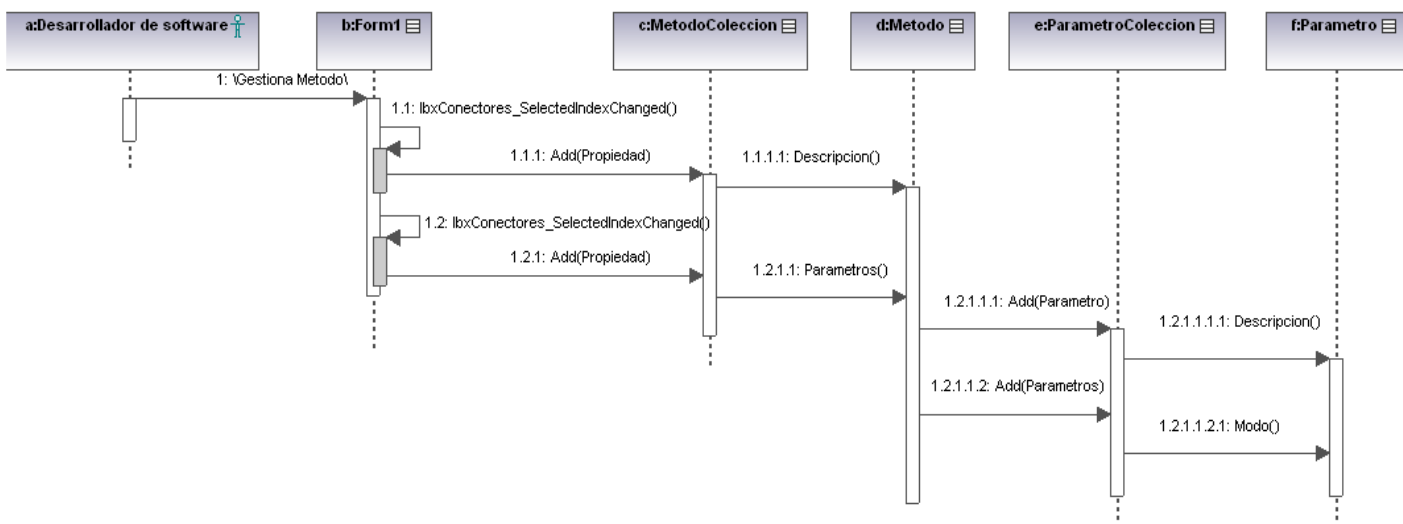 a:Desarrollador de software
b:Form1
c:MetodoColeccion
d:Metodo
e:ParametroColeccion
f:Parametro
1: \Gestiona Metodo\
1.1: lbxConectores_SelectedIndexChanged()
1.1.1: Add(Propiedad)
1.1.1.1: Descripcion()
1.2: lbxConectores_SelectedIndexChanged()
1.2.1: Add(Propiedad)
1.2.1.1: Parametros()
1.2.1.1.1: Add(Parametro)
1.2.1.1.1.1: Descripcion()
1.2.1.1.2: Add(Parametros)
1.2.1.1.2.1: Modo()